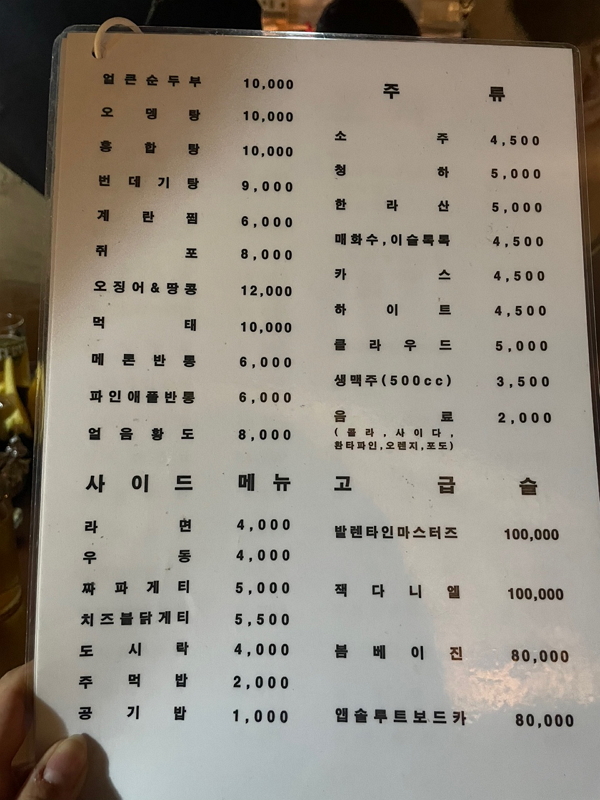 얼큰순두부 10,000
오뎅탕 10,000
홍합탕 10,000
번데기탕 9,000
계란찜 6,000
쥐포 8,000
오징어&땅콩 12,000
먹태 10,000
메론반통 6,000
파인애플반통 6,000
얼음황도 8,000
사이드 메뉴
라면 4,000
우동 4,000
짜파게티 5,000
치즈불닭게티 5,500
도시락 4,000
주먹밥 2,000
공기밥 1,000
주류
소주 4,500
청하 5,000
한라산 5,000
매화수,이슬톡톡 4,500
카스 4,500
하이트 4,500
클라우드 5,000
생맥주(500cc) 3,500
음료 2,000
(콜라,사이다,
환타파인,오렌지,포도)
고급술
발렌타인마스터즈 100,000
잭다니엘 100,000
봄베이진 80,000
앱솔루트보드카 80,000